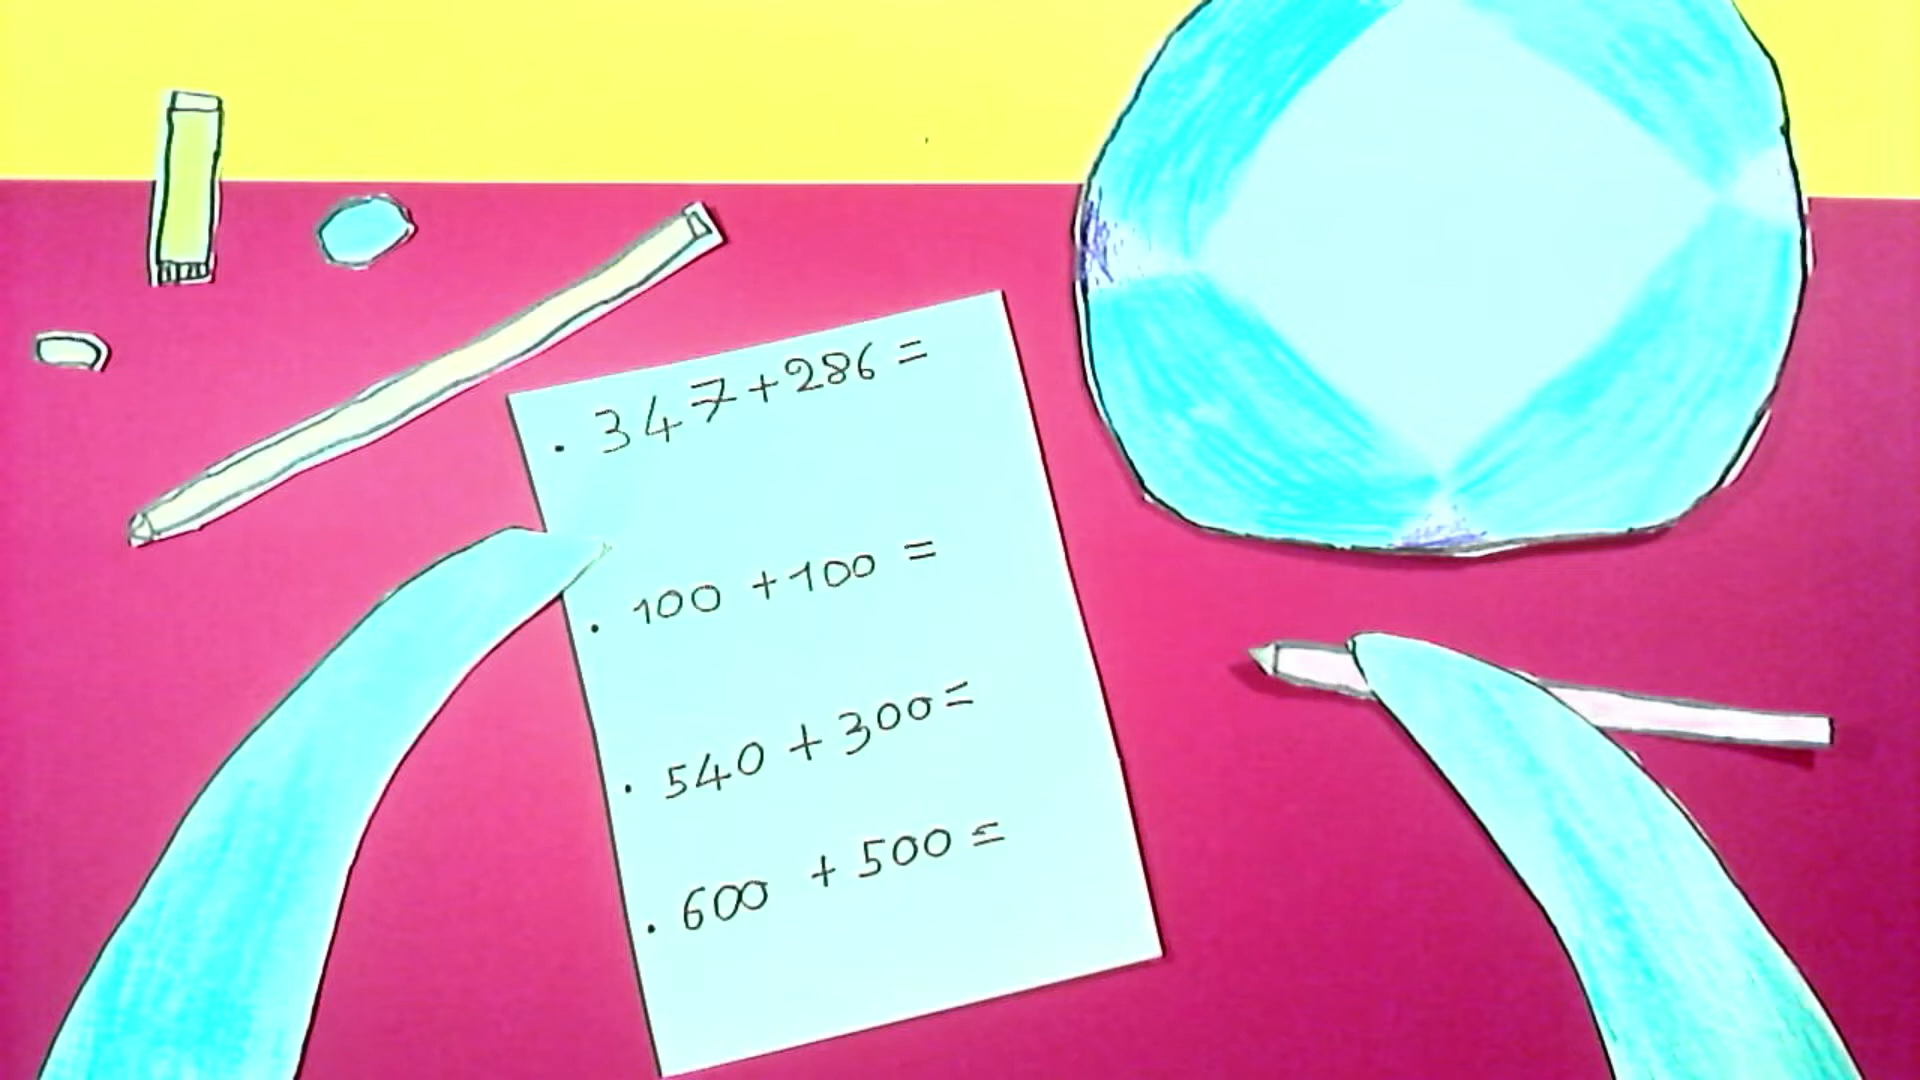 . 347+286=
. 100 +100 =
. 540 +300=
. 600 +500=